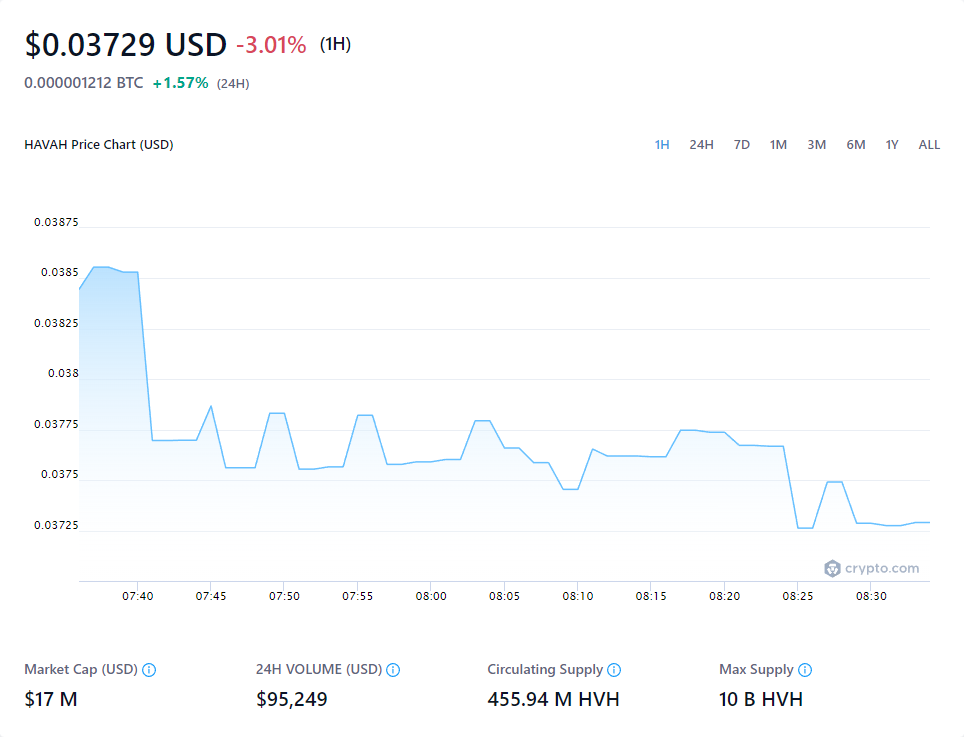 $0.03729 USD -3.01% (1H)
0.000001212 BTC +1.57% (24H)
HAVAH Price Chart (USD) 1H 24H 7D 1M 3M 6M 1Y ALL
0.03875
0.0385
0.03825
0.038
0.03775
0.0375
0.03725
crypto.com
07:40 07:45 07:50 07:55 08:00 08:05 08:10 08:15 08:20 08:25 08:30
Market Cap (USD) 24H VOLUME (USD) Circulating Supply Max Supply
$17 M $95,249 455.94 M HVH 10 B HVH